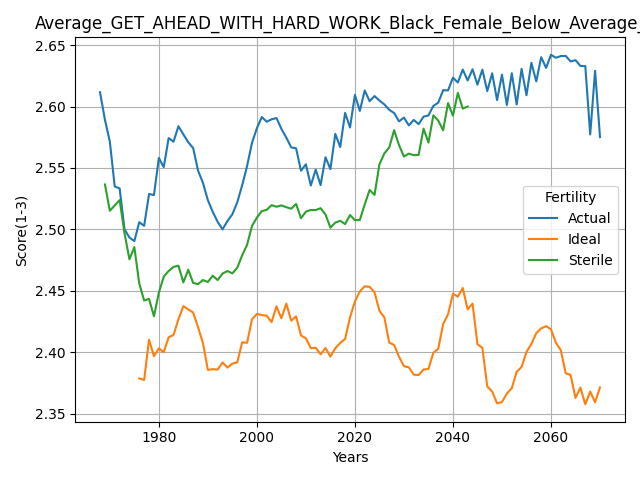 Average_GET_AHEAD_WITH_HARD_WORK_Black_Female_Below_Average_
Score(1-3)
2.65
2.60
2.55
2.50
2.45
2.40
2.35
Fertility
Actual
Ideal
Sterile
1980 2000 2020 2040 2060
Years